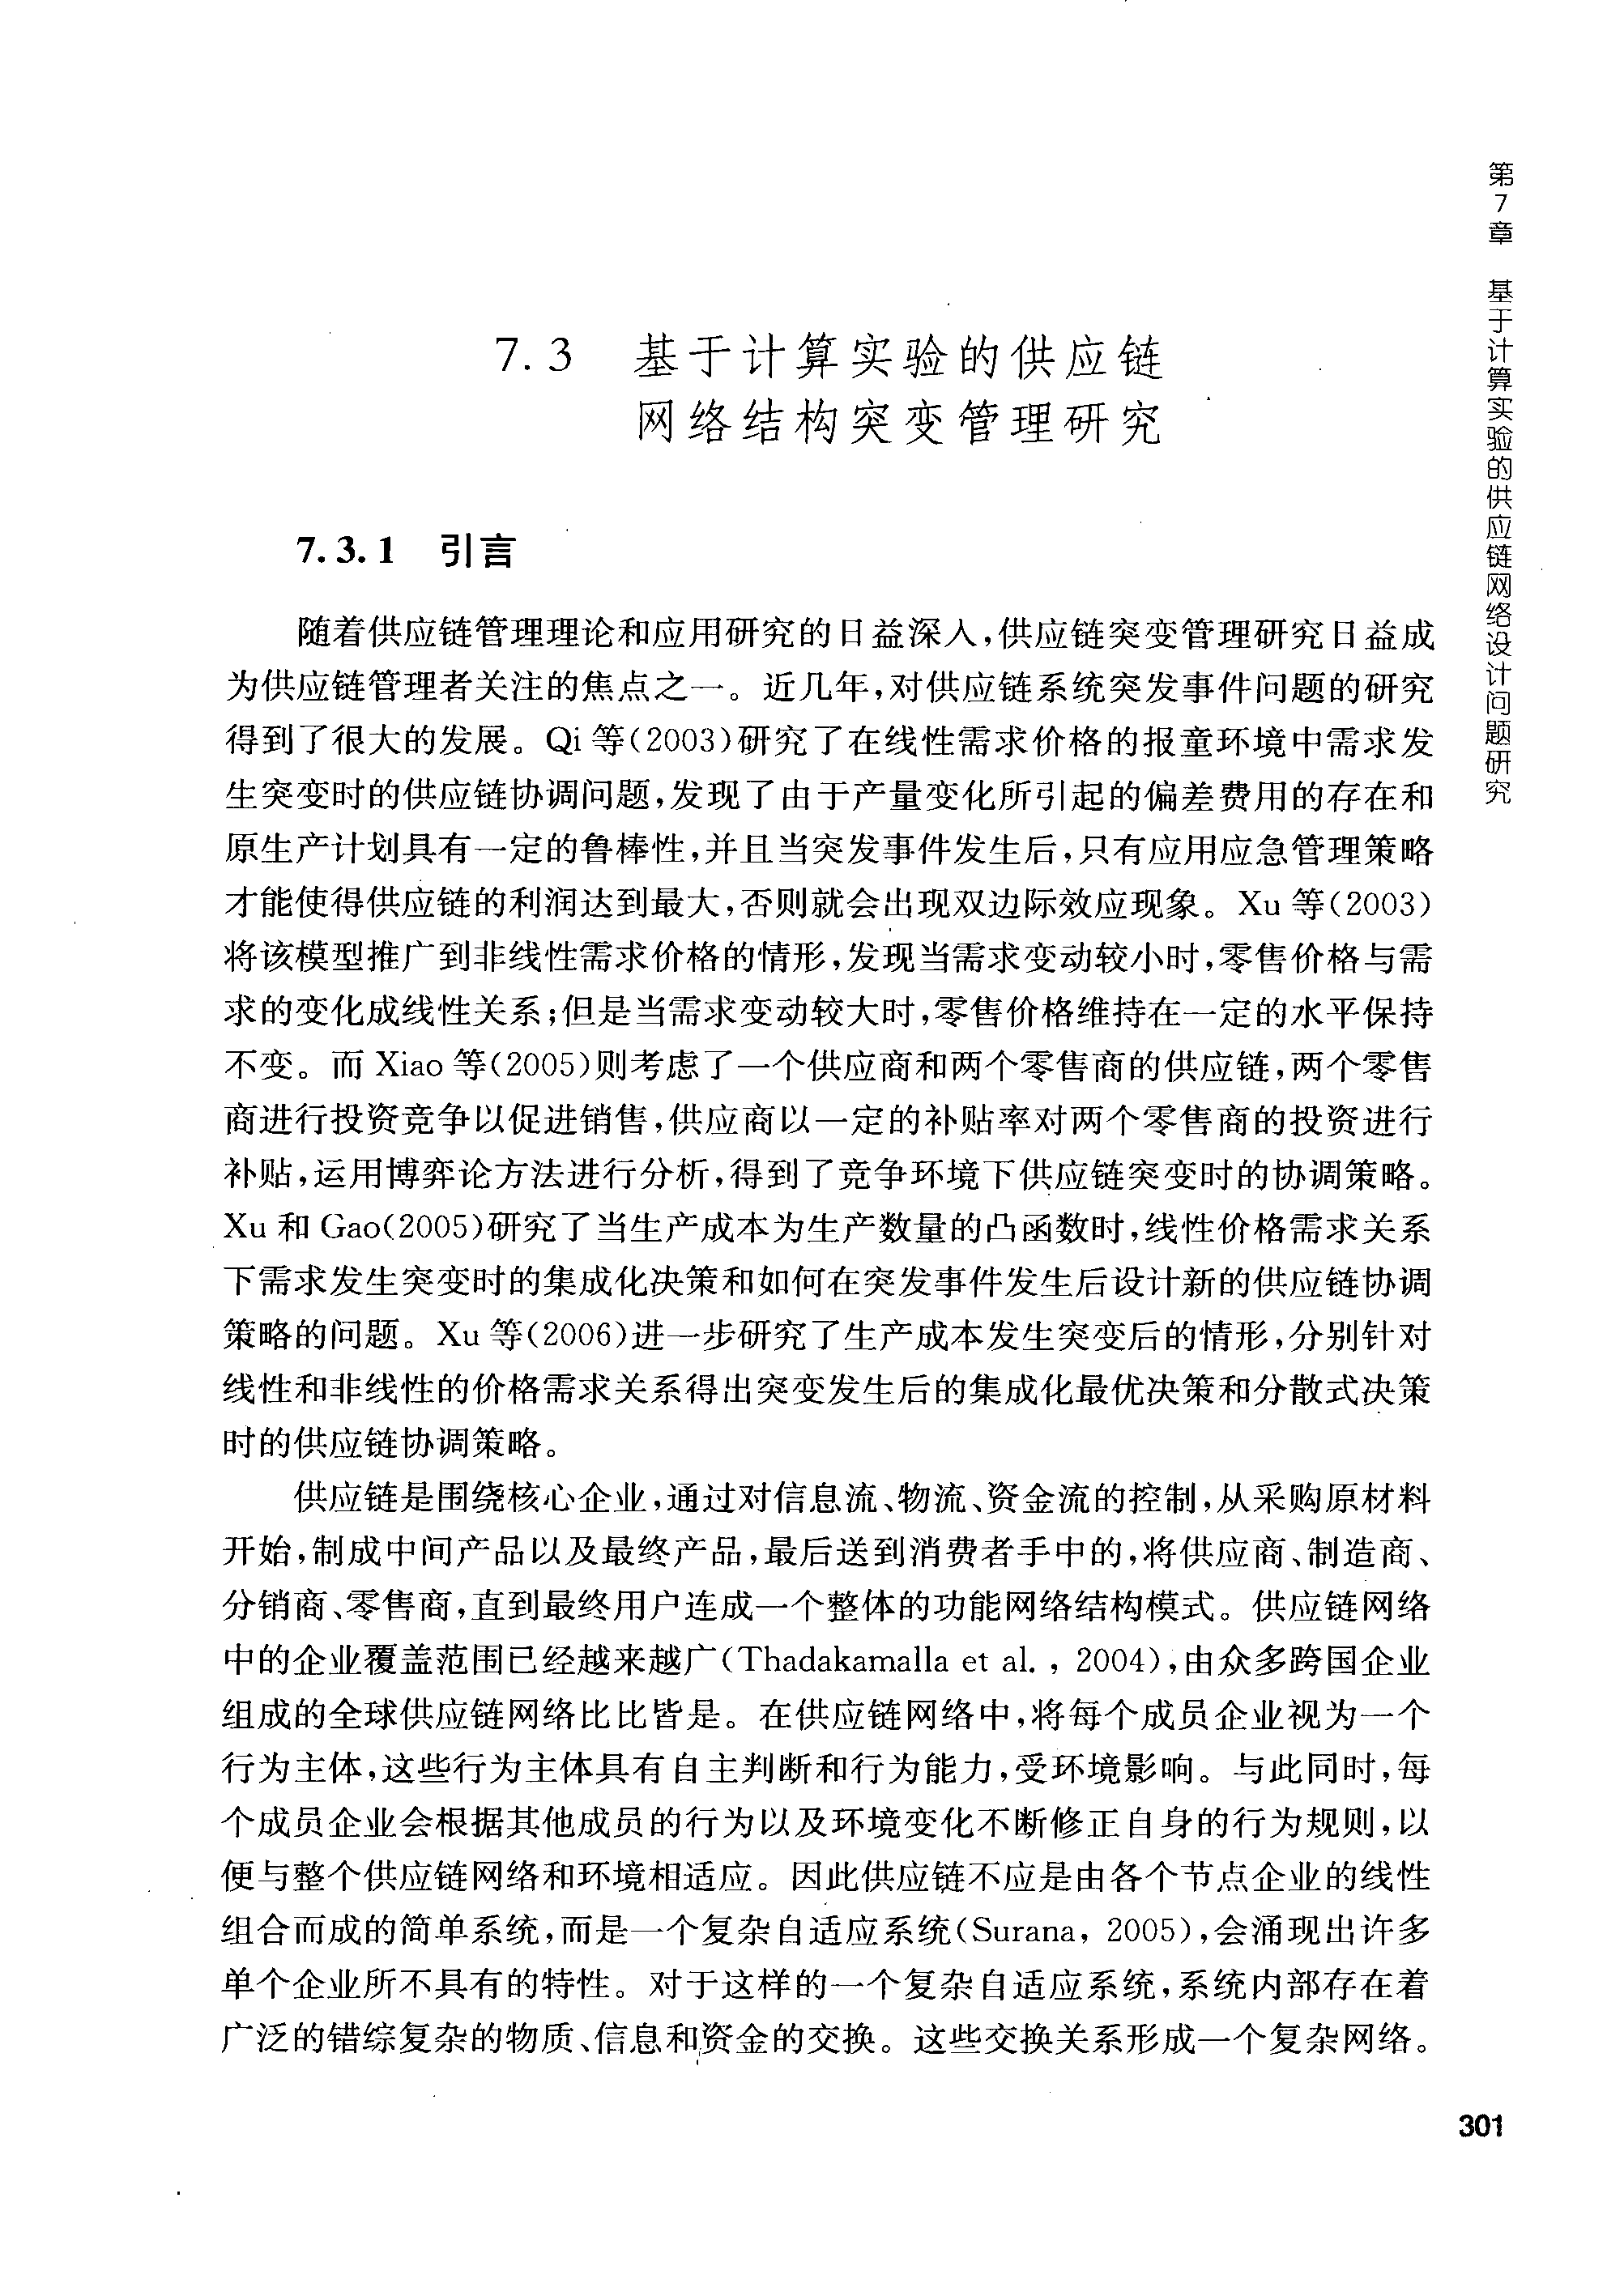 第7章 基于计算实验的供应链网络设计问题研究
7.3 基于计算实验的供应链
网络结构突变管理研究
7.3.1 引言
随着供应链管理理论和应用研究的日益深入,供应链突变管理研究日益成
为供应链管理者关注的焦点之一。近几年,对供应链系统突发事件问题的研究
得到了很大的发展。Qi 等(2003)研究了在线性需求价格的报童环境中需求发
生突变时的供应链协调问题,发现了由于产量变化所引起的偏差费用的存在和
原生产计划具有一定的鲁棒性,并且当突发事件发生后,只有应用应急管理策略
才能使得供应链的利润达到最大,否则就会出现双边际效应现象。Xu 等(2003)
将该模型推广到非线性需求价格的情形,发现当需求变动较小时,零售价格与需
求的变化成线性关系;但是当需求变动较大时,零售价格维持在一定的水平保持
不变。而 Xiao 等(2005)则考虑了一个供应商和两个零售商的供应链,两个零售
商进行投资竞争以促进销售,供应商以一定的补贴率对两个零售商的投资进行
补贴,运用博弈论方法进行分析,得到了竞争环境下供应链突变时的协调策略。
Xu 和 Gao(2005)研究了当生产成本为生产数量的凸函数时,线性价格需求关系
下需求发生突变时的集成化决策和如何在突发事件发生后设计新的供应链协调
策略的问题。Xu 等(2006)进一步研究了生产成本发生突变后的情形,分别针对
线性和非线性的价格需求关系得出突变发生后的集成化最优决策和分散式决策
时的供应链协调策略。
供应链是围绕核心企业,通过对信息流、物流、资金流的控制,从采购原材料
开始,制成中间产品以及最终产品,最后送到消费者手中的,将供应商、制造商、
分销商、零售商,直到最终用户连成一个整体的功能网络结构模式。供应链网络
中的企业覆盖范围已经越来越广(Thadakamalla et al. , 2004),由众多跨国企业
组成的全球供应链网络比比皆是。在供应链网络中,将每个成员企业视为一个
行为主体,这些行为主体具有自主判断和行为能力,受环境影响。与此同时,每
个成员企业会根据其他成员的行为以及环境变化不断修正自身的行为规则,以
便与整个供应链网络和环境相适应。因此供应链不应是由各个节点企业的线性
组合而成的简单系统,而是一个复杂自适应系统(Surana, 2005),会涌现出许多
单个企业所不具有的特性。对于这样的一个复杂自适应系统,系统内部存在着
广泛的错综复杂的物质、信息和资金的交换。这些交换关系形成一个复杂网络。
301